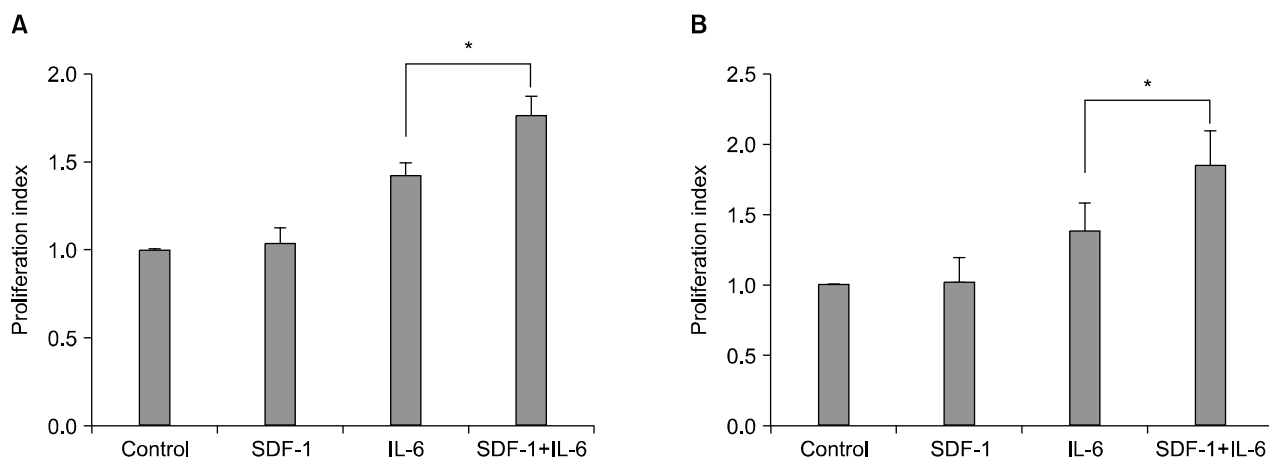 A
Proliferation index
2.0
1.5
1.0
0.5
0.0
*
Control SDF-1 IL-6 SDF-1+IL-6
B
Proliferation index
2.5
2.0
1.5
1.0
0.5
0.0
*
Control SDF-1 IL-6 SDF-1+IL-6